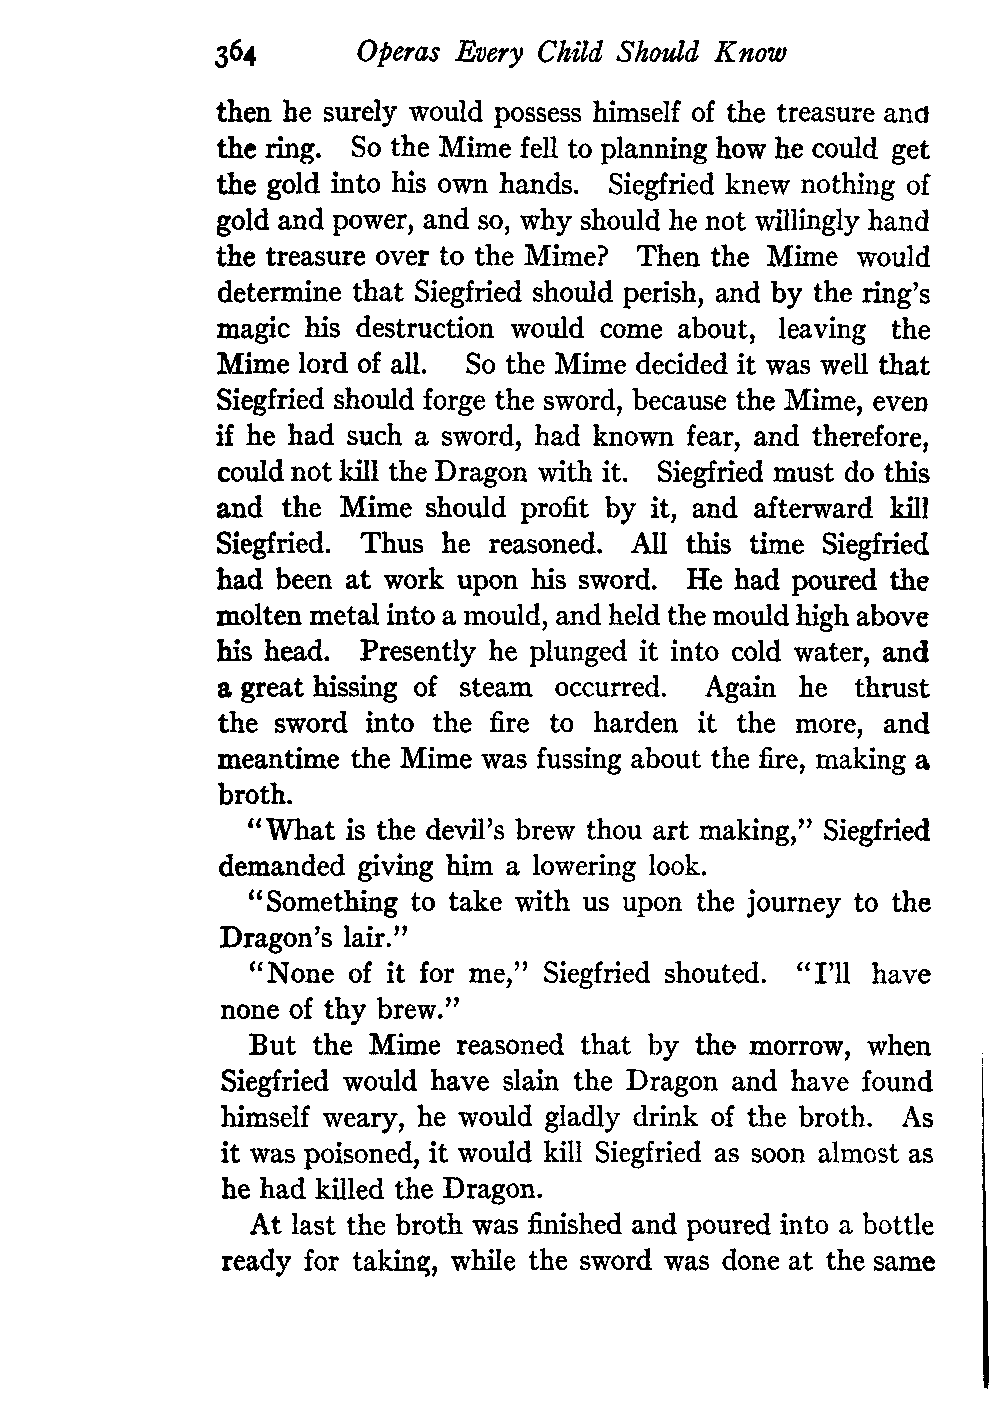 364 Operas Every Child Should Know
then he surely would possess himself of the treasure and
the ring. So the Mime fell to planning how he could get
the gold into his own hands. Siegfried knew nothing of
gold and power, and so, why should he not willingly hand
the treasure over to the Mime? Then the Mime would
determine that Siegfried should perish, and by the ring's
magic his destruction would come about, leaving the
Mime lord of all. So the Mime decided it was well that
Siegfried should forge the sword, because the Mime, even
if he had such a sword, had known fear, and therefore,
could not kill the Dragon with it. Siegfried must do this
and the Mime should profit by it, and afterward kill
Siegfried. Thus he reasoned. All this time Siegfried
had been at work upon his sword. He had poured the
molten metal into a mould, and held the mould high above
his head. Presently he plunged it into cold water, and
a great hissing of steam occurred. Again he thrust
the sword into the fire to harden it the more, and
meantime the Mime was fussing about the fire, making a
broth.
"What is the devil's brew thou art making," Siegfried
demanded giving him a lowering look.
"Something to take with us upon the journey to the
Dragon's lair."
"None of it for me," Siegfried shouted. "I'll have
none of thy brew."
But the Mime reasoned that by the morrow, when
Siegfried would have slain the Dragon and have found
himself weary, he would gladly drink of the broth. As
it was poisoned, it would kill Siegfried as soon almost as
he had killed the Dragon.
At last the broth was finished and poured into a bottle
ready for taking, while the sword was done at the same